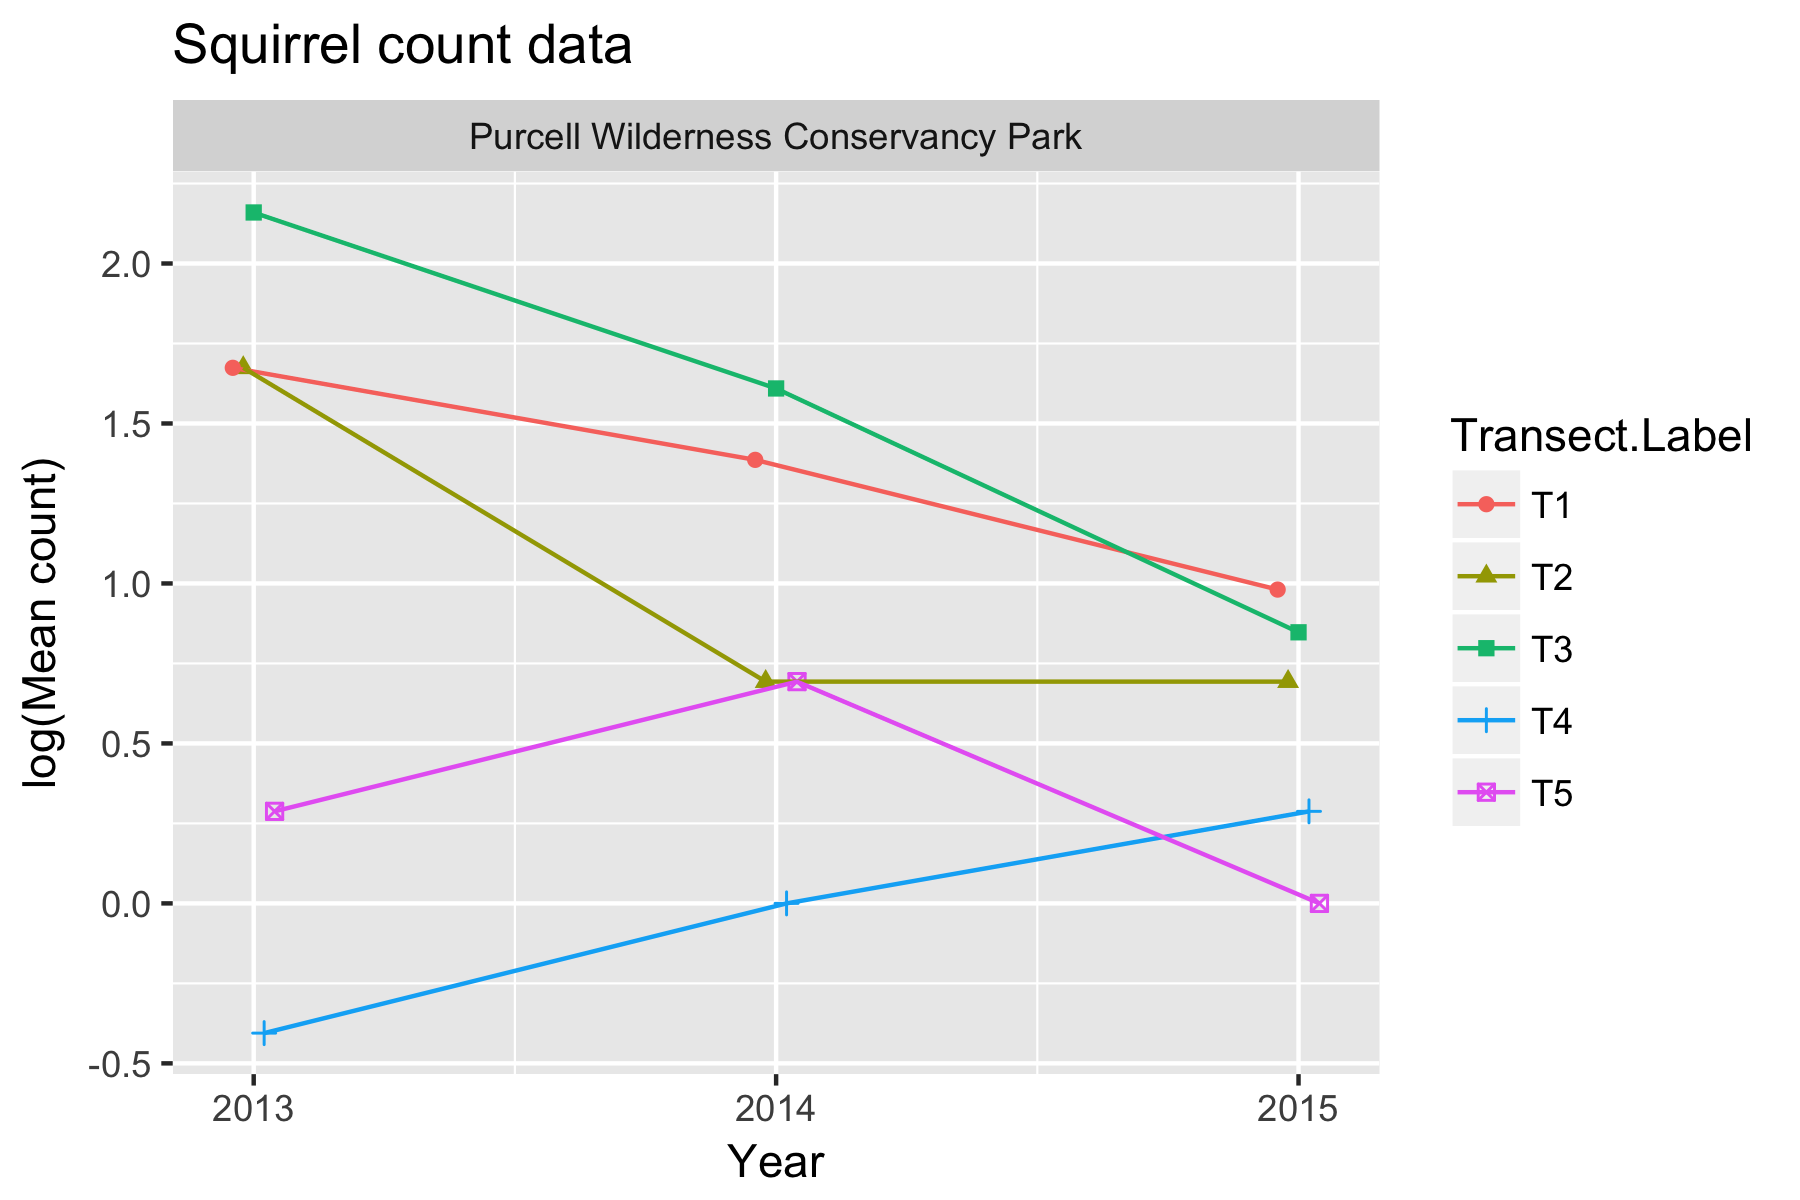 Squirrel count data
Purcell Wilderness Conservancy Park
log(Mean count)
2.0
1.5
1.0
0.5
0.0
-0.5
2013 2014 2015
Year
Transect.Label
T1
T2
T3
T4
T5